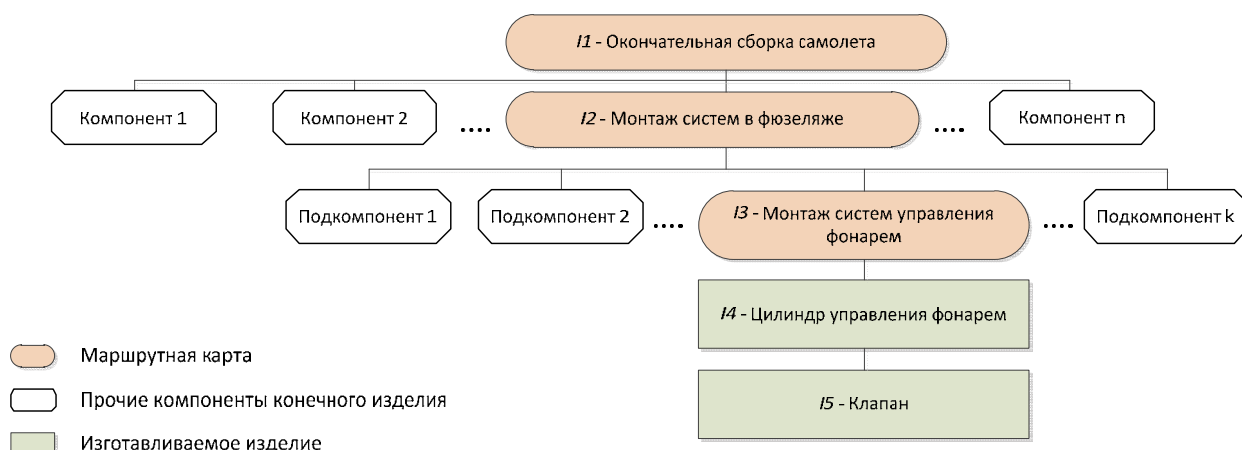 I1 - Окончательная сборка самолета
Компонент 1
Компонент 2
....
I2 - Монтаж систем в фюзеляже
....
Компонент n
Подкомпонент 1
Подкомпонент 2
....
I3 - Монтаж систем управления
фонарем
....
Подкомпонент k
I4 - Цилиндр управления фонарем
I5 - Клапан
Маршрутная карта
Прочие компоненты конечного изделия
Изготавливаемое изделие